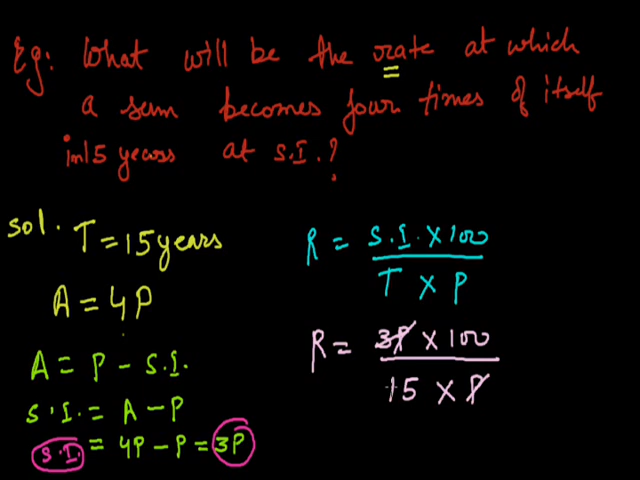 Eg: What will be the rate at which
a sum becomes four times of itself
in 15 years at S.I.?
Sol. T = 15 years
A = 4P
A = P - S.I.
S.I. = A - P
S.I. = 4P - P = 3P
R = S.I. × 100 / T × P
R = 3P × 100 / 15 × P